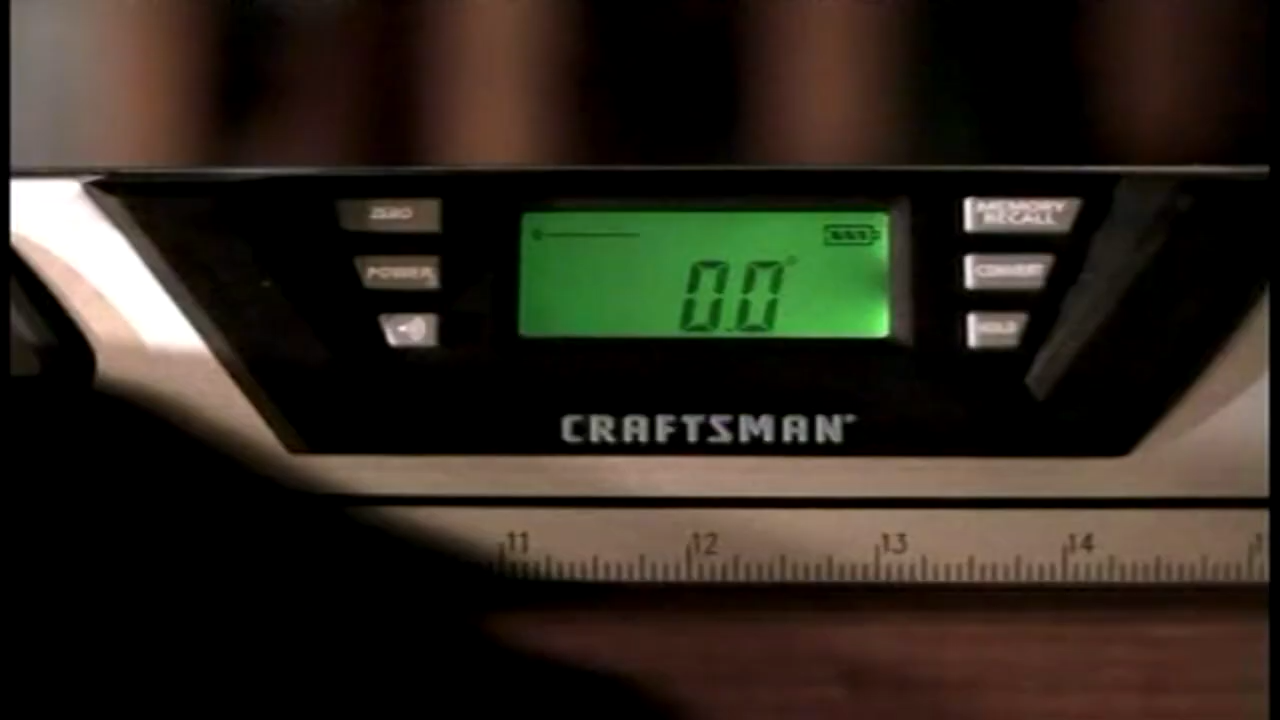 ZERO
POWER
MEMORY
RECALL
CONVERT
HOLD
0.0°
CRAFTSMAN®
11 12 13 14